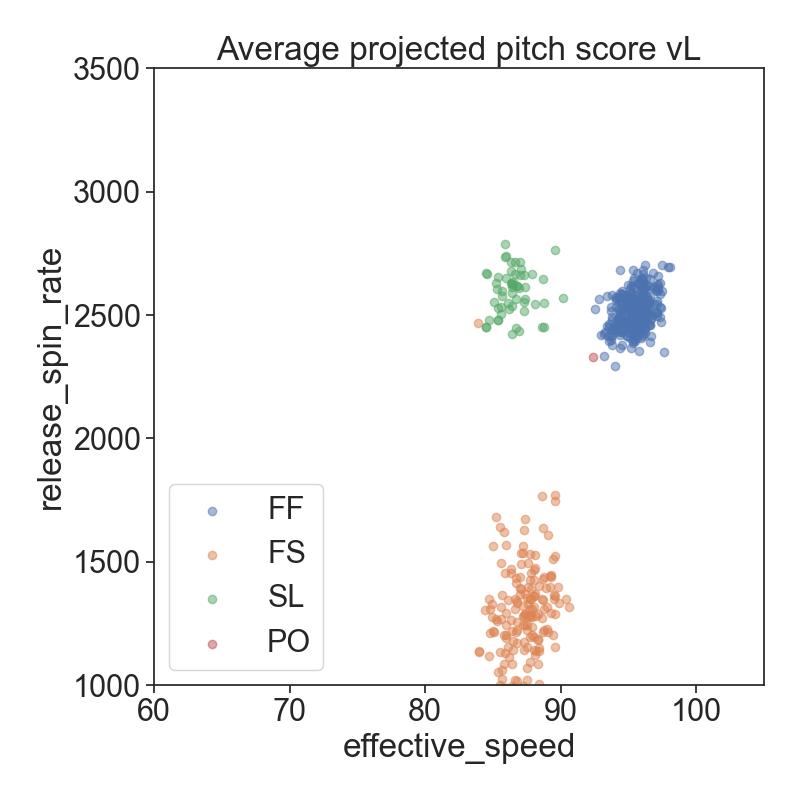 Average projected pitch score vL
3500
3000
2500
2000
1500
1000
release_spin_rate
FF
FS
SL
PO
60 70 80 90 100
effective_speed